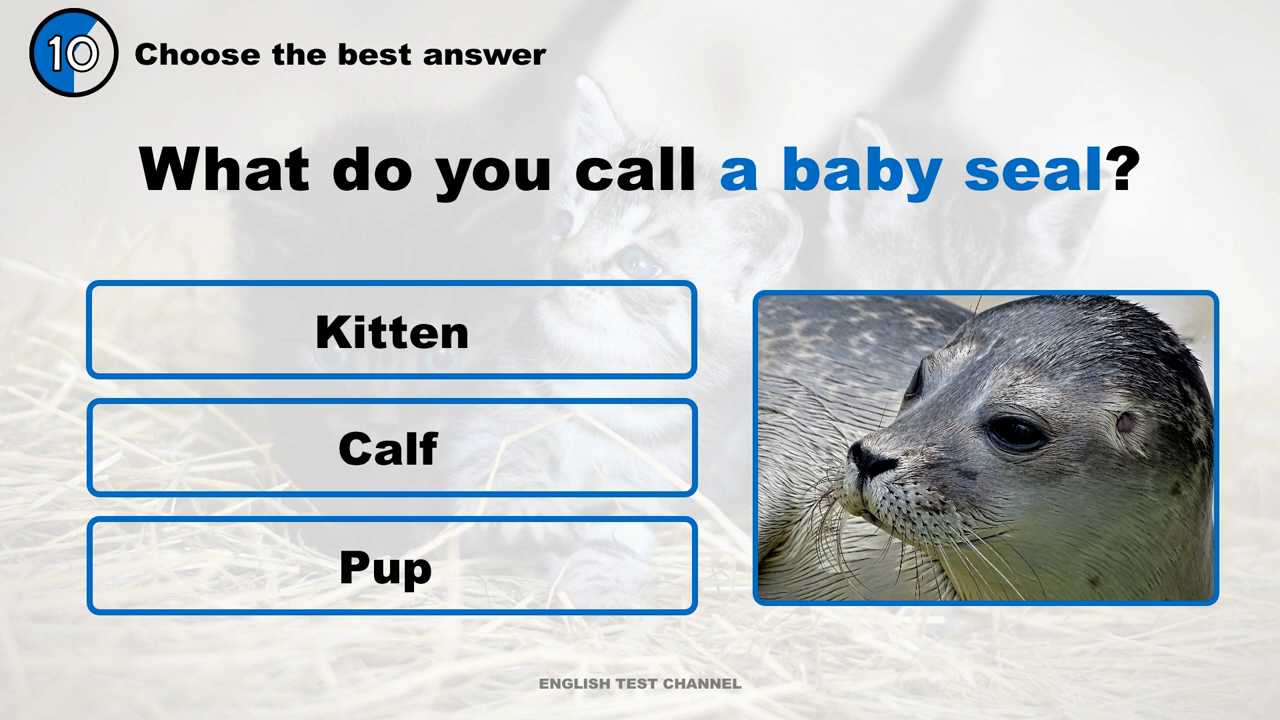 10
Choose the best answer
What do you call a baby seal?
Kitten
Calf
Pup
ENGLISH TEST CHANNEL